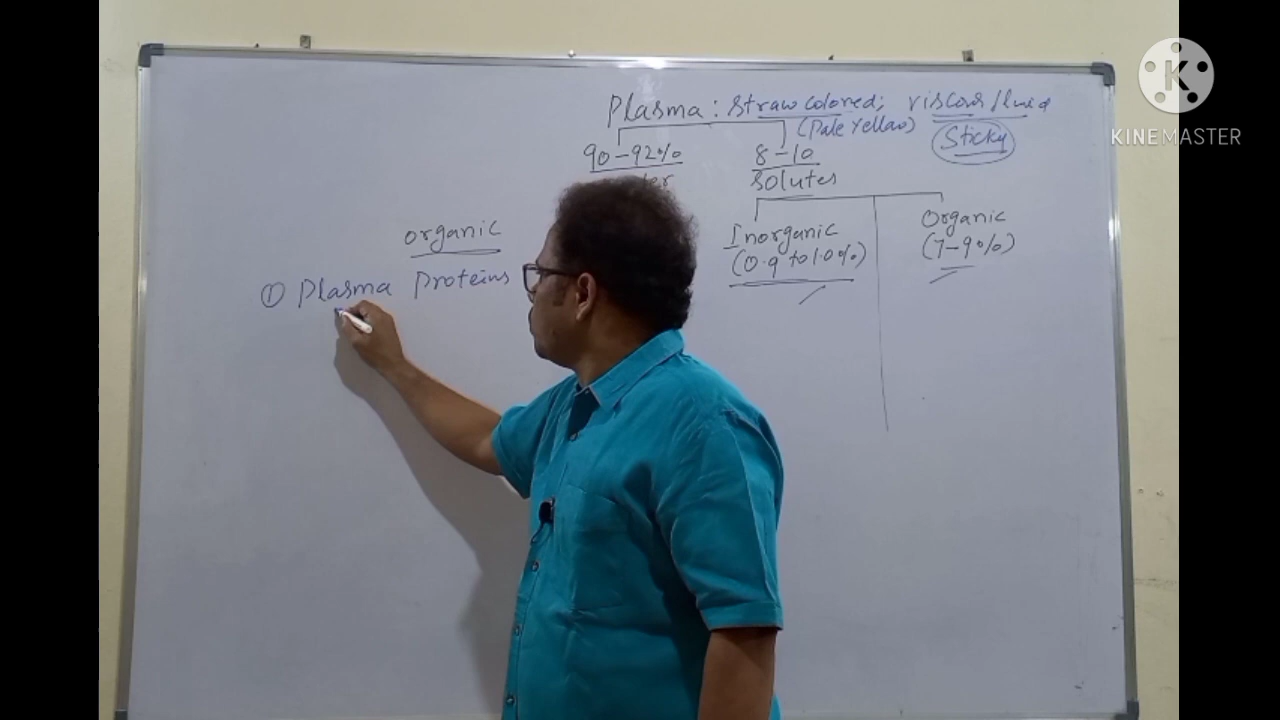 Plasma : straw colored; viscous fluid
(Pale Yellow)
Sticky
90-92%
8-10
solutes
Inorganic
(0.9 to 1.0%)
Organic
(7-9%)
organic
① Plasma Proteins
K
KINEMASTER